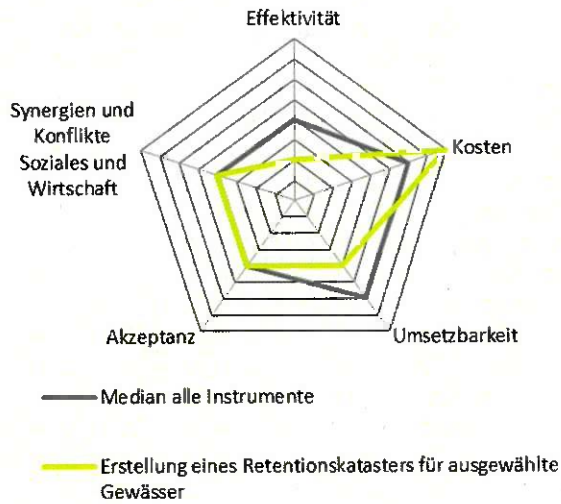 Effektivität
Synergien und
Konflikte
Soziales und
Wirtschaft
Kosten
Akzeptanz
Umsetzbarkeit
Median alle Instrumente
Erstellung eines Retentionskatasters für ausgewählte
Gewässer